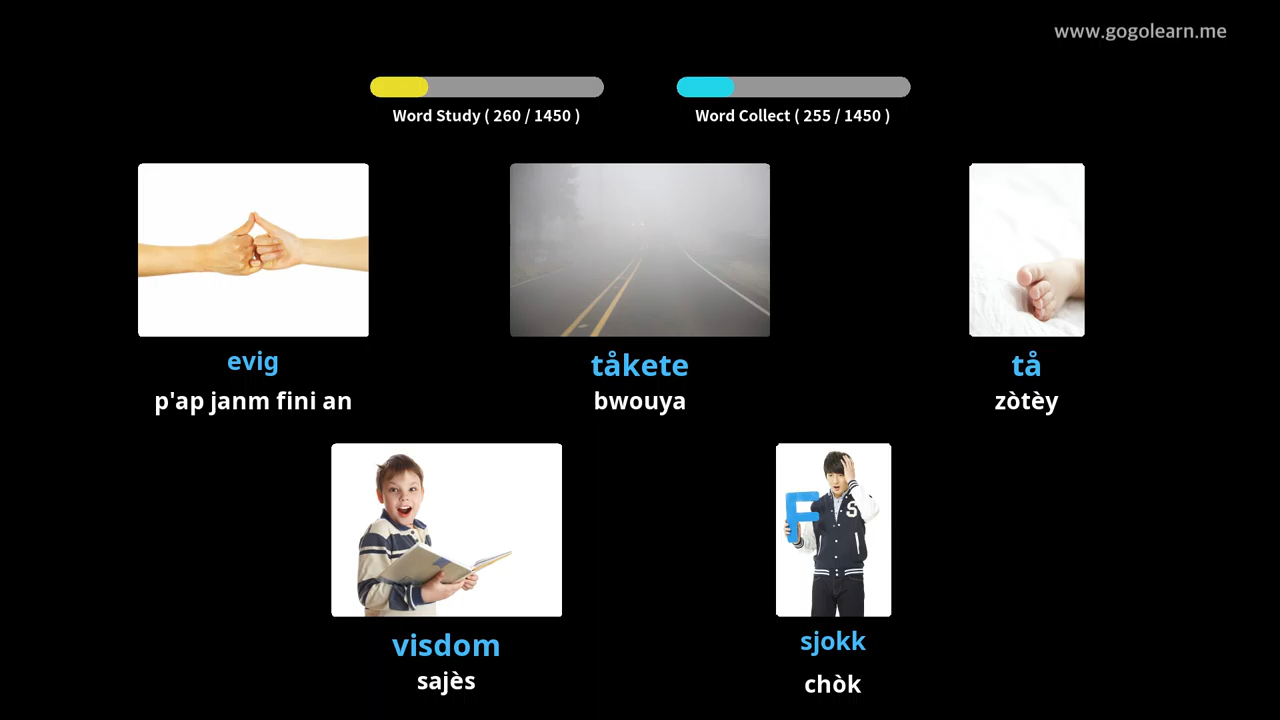 www.gogolearn.me
Word Study ( 260 / 1450 )
Word Collect ( 255 / 1450 )
evig
p'ap janm fini an
tåkete
bwouya
tå
zòtèy
F
S
visdom
sajès
sjokk
chòk